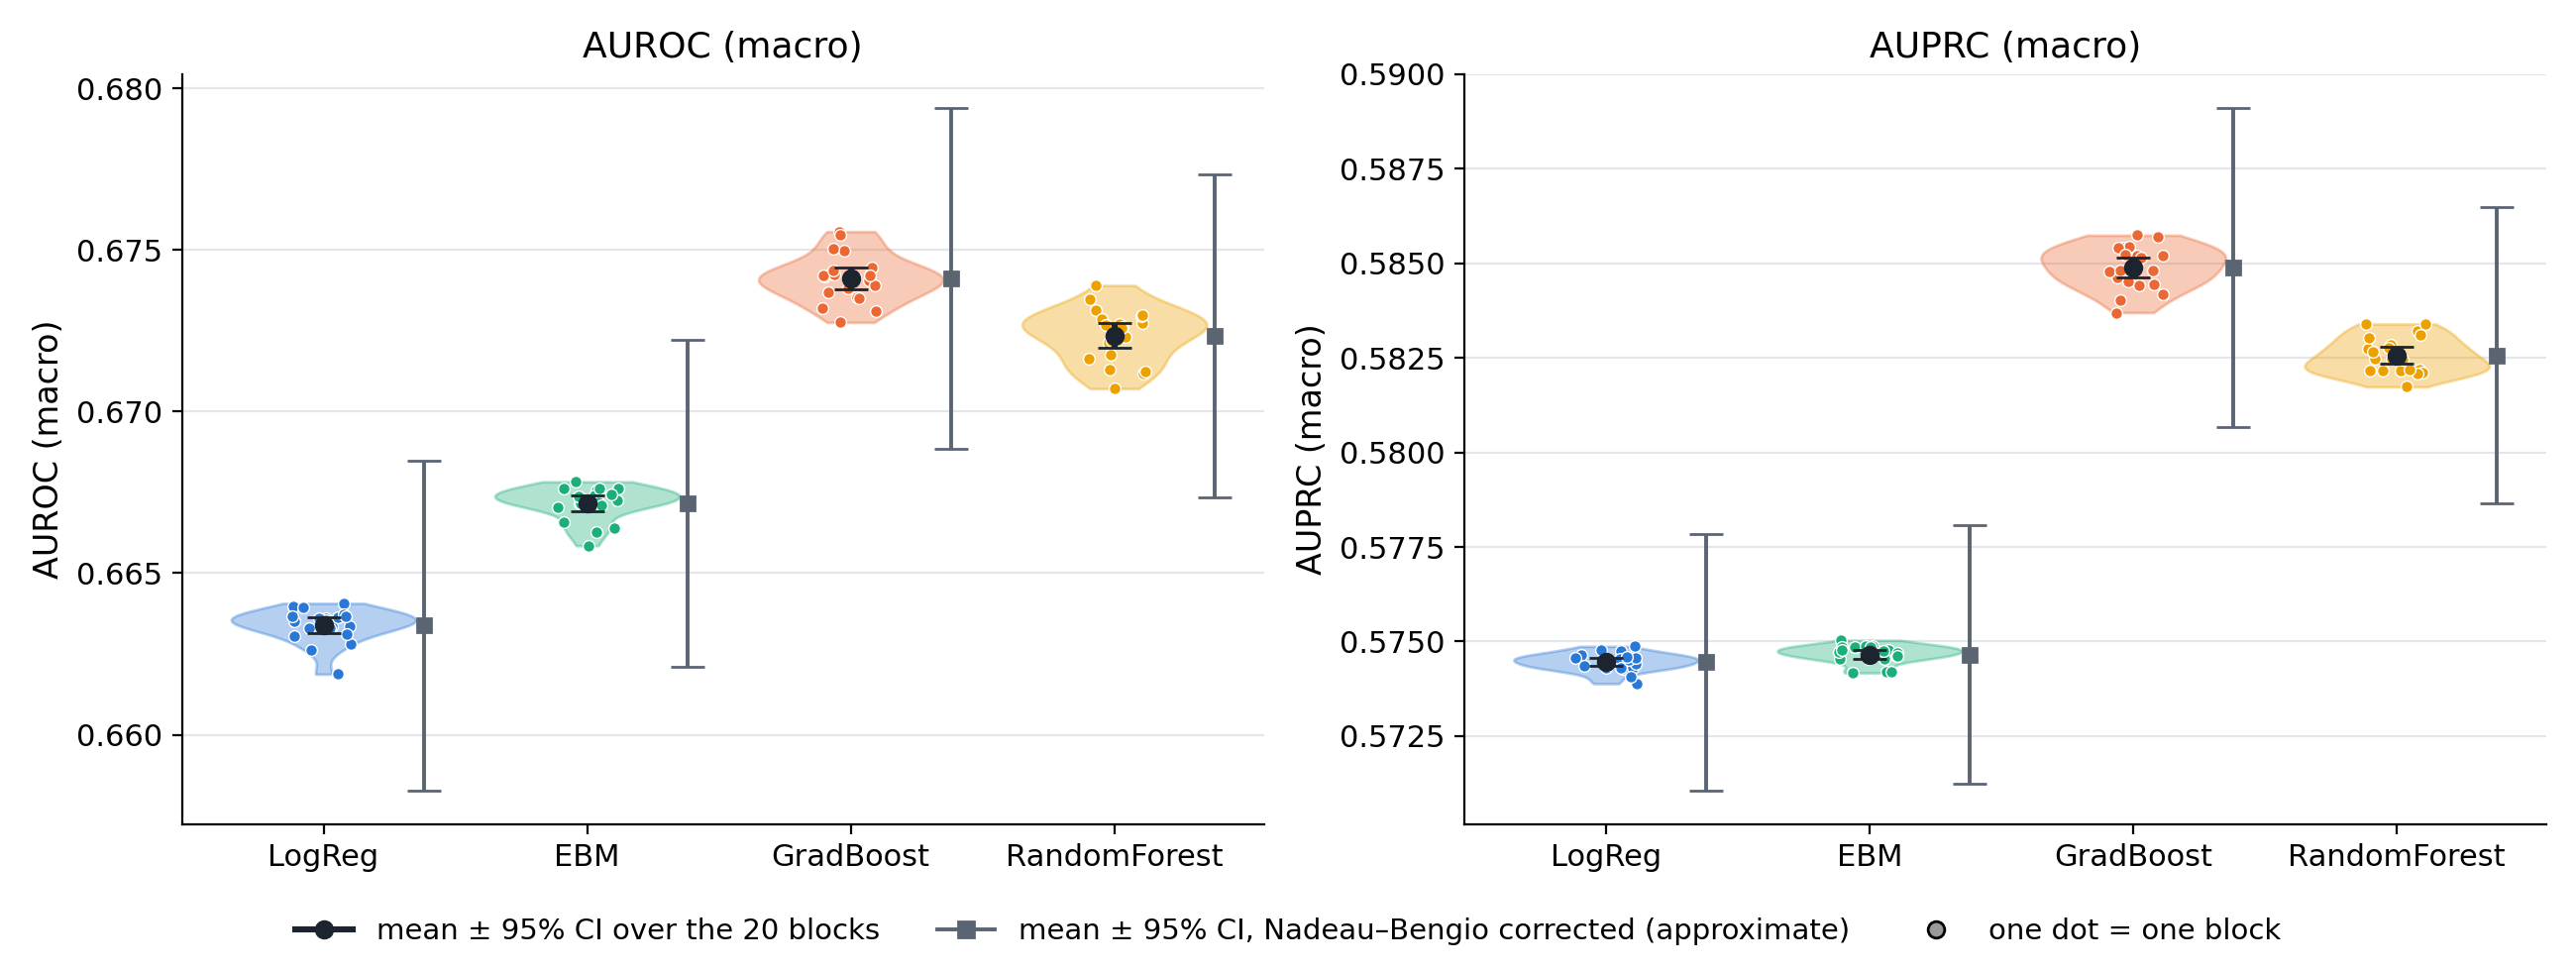 AUROC (macro)
AUROC (macro)
0.680
0.675
0.670
0.665
0.660
LogReg
EBM
GradBoost
RandomForest
AUPRC (macro)
AUPRC (macro)
0.5900
0.5875
0.5850
0.5825
0.5800
0.5775
0.5750
0.5725
LogReg
EBM
GradBoost
RandomForest
mean ± 95% CI over the 20 blocks
mean ± 95% CI, Nadeau–Bengio corrected (approximate)
one dot = one block